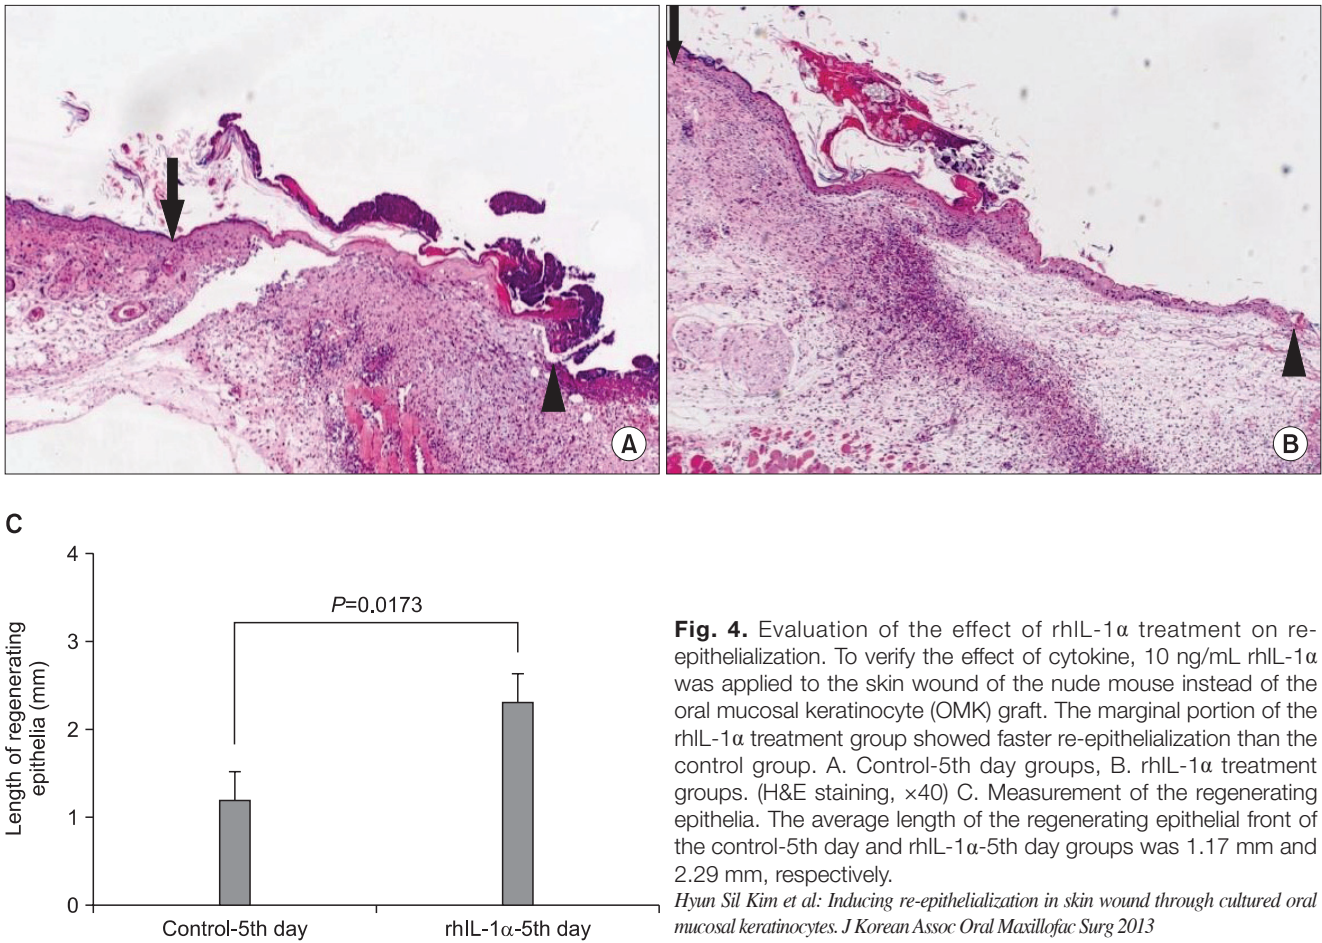 A
B
C
4
3
2
1
0
Length of regenerating
epithelia (mm)
P=0.0173
Control-5th day
rhIL-1α-5th day
Fig. 4. Evaluation of the effect of rhIL-1α treatment on re-
epithelialization. To verify the effect of cytokine, 10 ng/mL rhIL-1α
was applied to the skin wound of the nude mouse instead of the
oral mucosal keratinocyte (OMK) graft. The marginal portion of the
rhIL-1α treatment group showed faster re-epithelialization than the
control group. A. Control-5th day groups, B. rhIL-1α treatment
groups. (H&E staining, ×40) C. Measurement of the regenerating
epithelia. The average length of the regenerating epithelial front of
the control-5th day and rhIL-1α-5th day groups was 1.17 mm and
2.29 mm, respectively.
Hyun Sil Kim et al: Inducing re-epithelialization in skin wound through cultured oral
mucosal keratinocytes. J Korean Assoc Oral Maxillofac Surg 2013